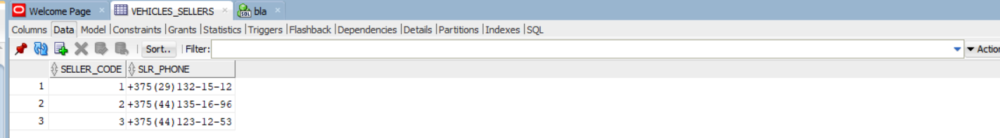 Welcome Page × VEHICLES_SELLERS × bla ×
Columns Data Model |Constraints |Grants |Statistics |Triggers |Flashback |Dependencies |Details |Partitions |Indexes |SQL
Sort.. Filter: Action
SELLER_CODE SLR_PHONE
1 1 +375(29)132-15-12
2 2 +375(44)135-16-96
3 3 +375(44)123-12-53